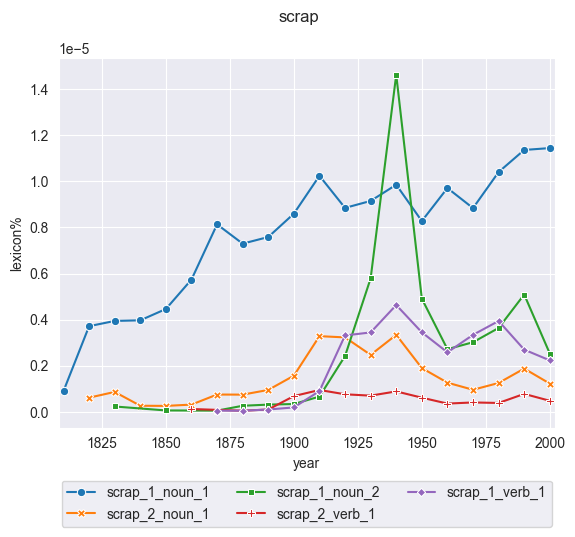 scrap
1e−5
1.4
1.2
1.0
0.8
0.6
0.4
0.2
0.0
lexicon%
1825 1850 1875 1900 1925 1950 1975 2000
year
scrap_1_noun_1 scrap_1_noun_2 scrap_1_verb_1
scrap_2_noun_1 scrap_2_verb_1